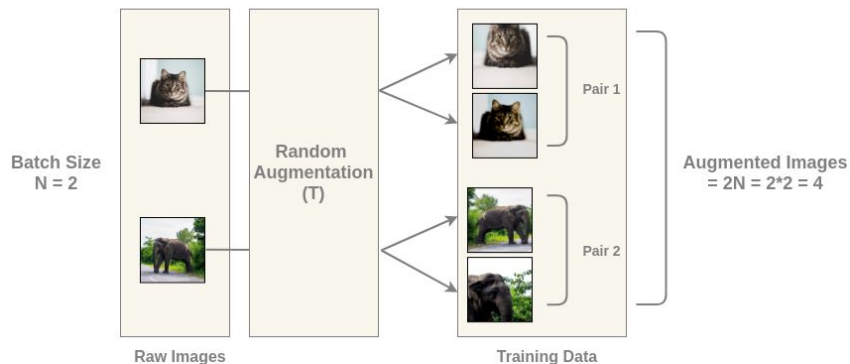 Batch Size
N = 2
Random
Augmentation
(T)
Pair 1
Pair 2
Augmented Images
= 2N = 2*2 = 4
Raw Images
Training Data